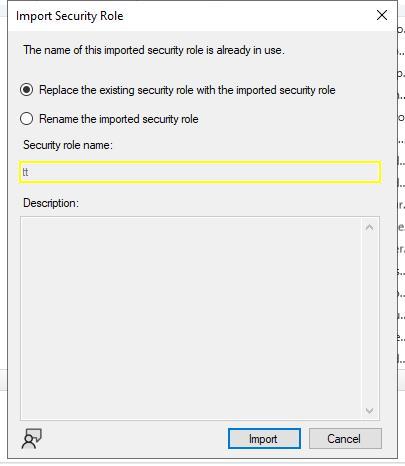 Import Security Role
The name of this imported security role is already in use.
Replace the existing security role with the imported security role
Rename the imported security role
Security role name:
tt
Description:
Import
Cancel